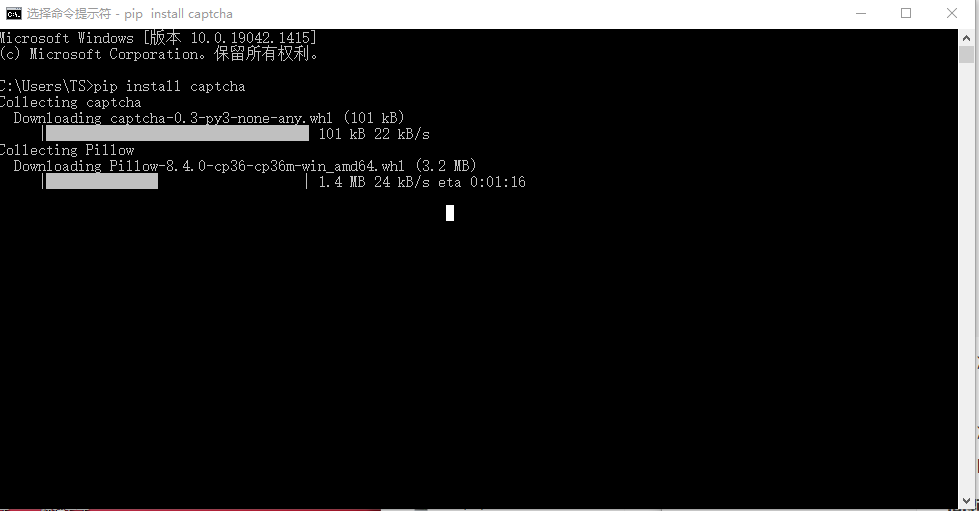 选择命令提示符 - pip  install captcha
Microsoft Windows [版本 10.0.19042.1415]
(c) Microsoft Corporation。保留所有权利。
C:\Users\TS>pip install captcha
Collecting captcha
Downloading captcha-0.3-py3-none-any.whl (101 kB)
101 kB 22 kB/s
Collecting Pillow
Downloading Pillow-8.4.0-cp36-cp36m-win_amd64.whl (3.2 MB)
| 1.4 MB 24 kB/s eta 0:01:16